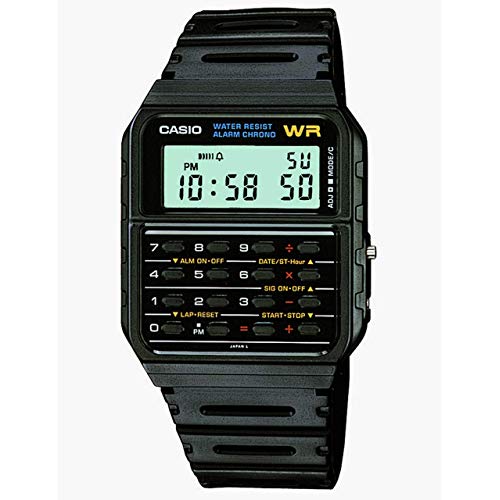 CASIO WATER RESIST WR
ALARM CHRONO
PM SU
10:58 50
ADJ MODE/C
7 8 9 ÷
▼ ALM ON•OFF DATE/ST-Hour ▲
4 5 6 ×
SIG ON•OFF ▲
1 2 3 −
▼ LAP•RESET START•STOP ▼
0 • PM = +
JAPAN L